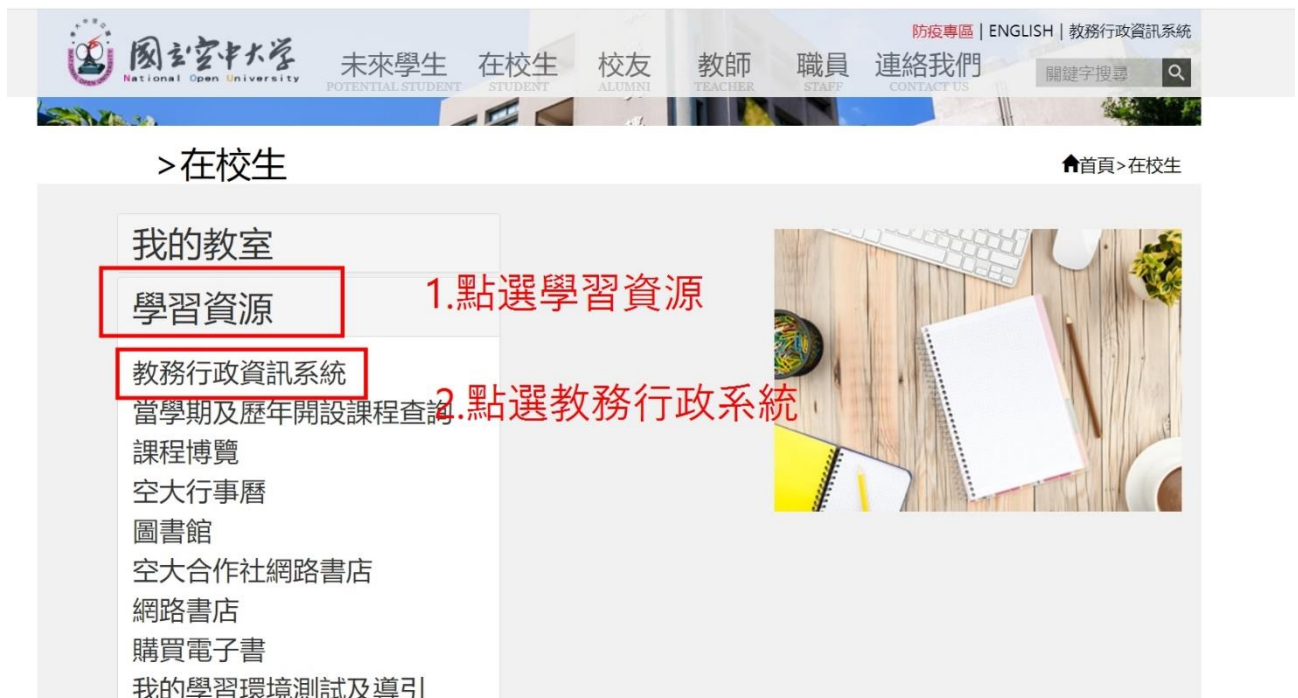 防疫專區 | ENGLISH | 教務行政資訊系統
國立空中大學
National Open University
未來學生 在校生 校友 教師 職員 連絡我們
POTENTIAL STUDENT STUDENT ALUMNI TEACHER STAFF CONTACT US
關鍵字搜尋
>在校生
首頁>在校生
我的教室
學習資源
1.點選學習資源
教務行政資訊系統
2.點選教務行政系統
當學期及歷年開設課程查詢
課程博覽
空大行事曆
圖書館
空大合作社網路書店
網路書店
購買電子書
我的學習環境測試及導引